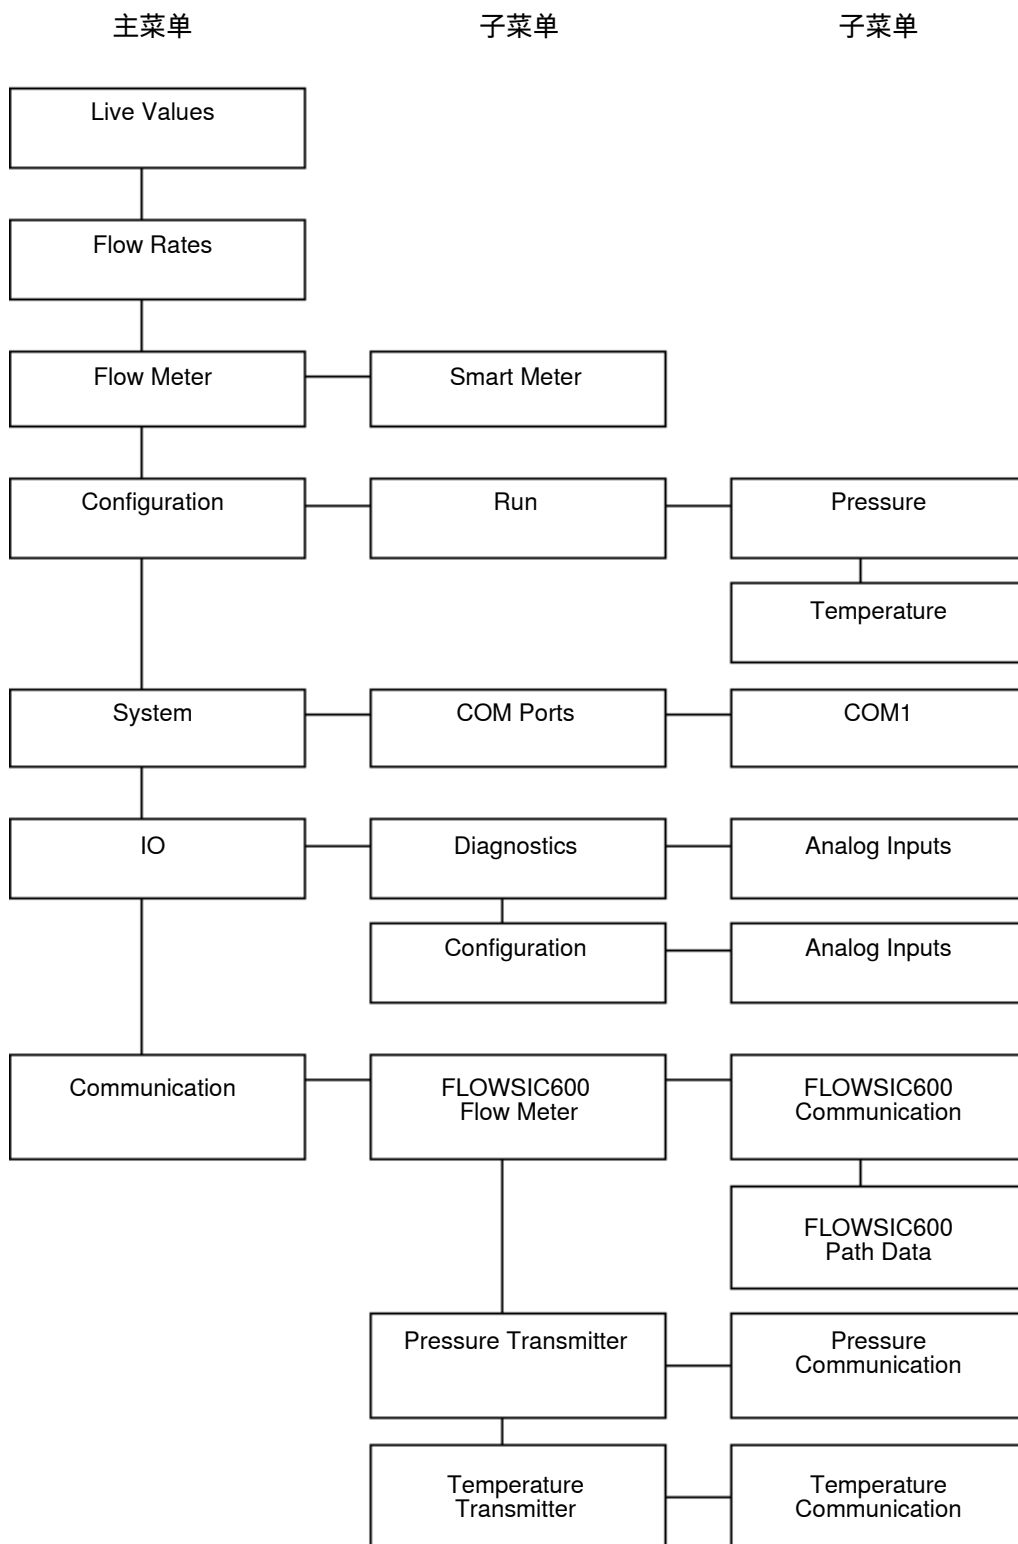 主菜单 子菜单 子菜单
Live Values
Flow Rates
Flow Meter Smart Meter
Configuration Run Pressure
Temperature
System COM Ports COM1
IO Diagnostics Analog Inputs
Configuration Analog Inputs
Communication
FLOWSIC600
Flow Meter
FLOWSIC600
Communication
FLOWSIC600
Path Data
Pressure Transmitter
Pressure
Communication
Temperature
Transmitter
Temperature
Communication